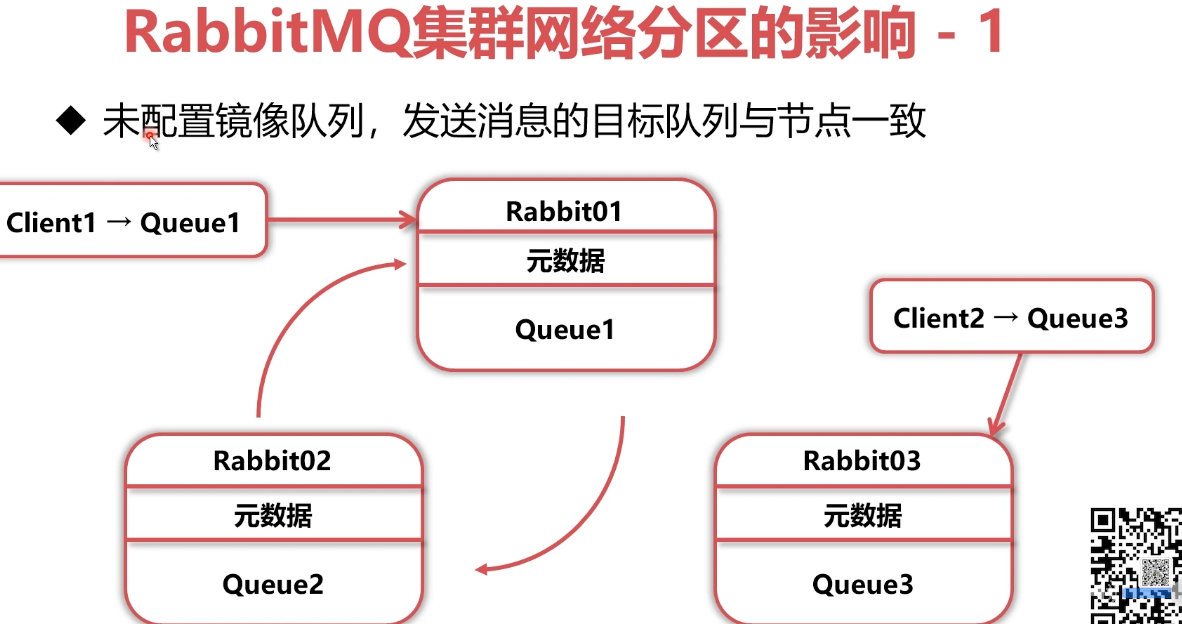 RabbitMQ集群网络分区的影响 - 1
◆ 未配置镜像队列，发送消息的目标队列与节点一致
Client1 → Queue1
Rabbit01
元数据
Queue1
Client2 → Queue3
Rabbit02
元数据
Queue2
Rabbit03
元数据
Queue3